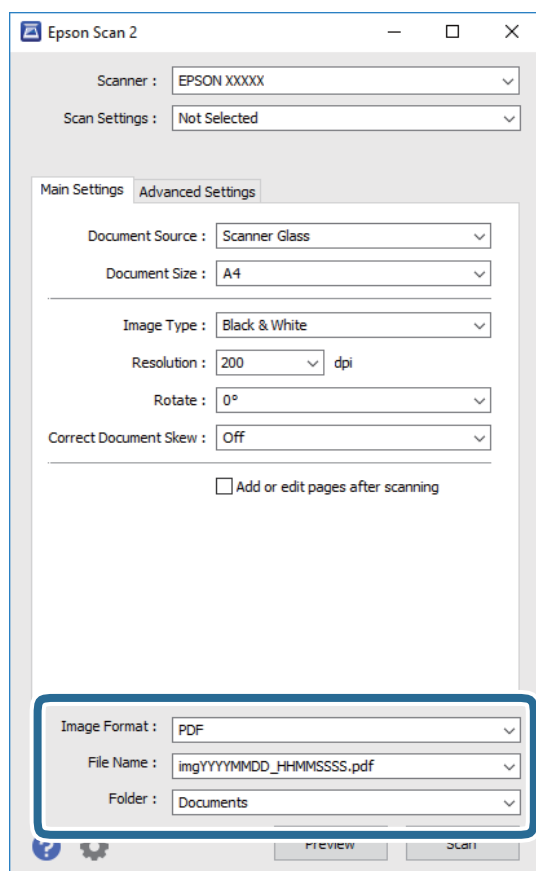 Epson Scan 2
Scanner : EPSON XXXXX
Scan Settings : Not Selected
Main Settings Advanced Settings
Document Source : Scanner Glass
Document Size : A4
Image Type : Black & White
Resolution : 200 dpi
Rotate : 0°
Correct Document Skew : Off
Add or edit pages after scanning
Image Format : PDF
File Name : imgYYYYMMDD_HHMMSSSS.pdf
Folder : Documents
? Preview Scan